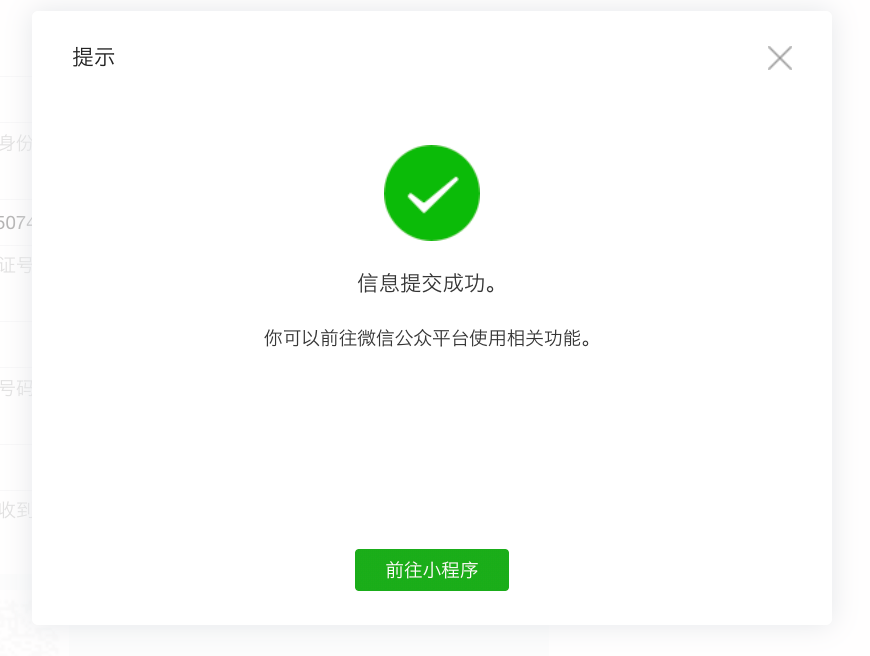 提示
身份
5074
证号
信息提交成功。
你可以前往微信公众平台使用相关功能。
号码
收到
前往小程序